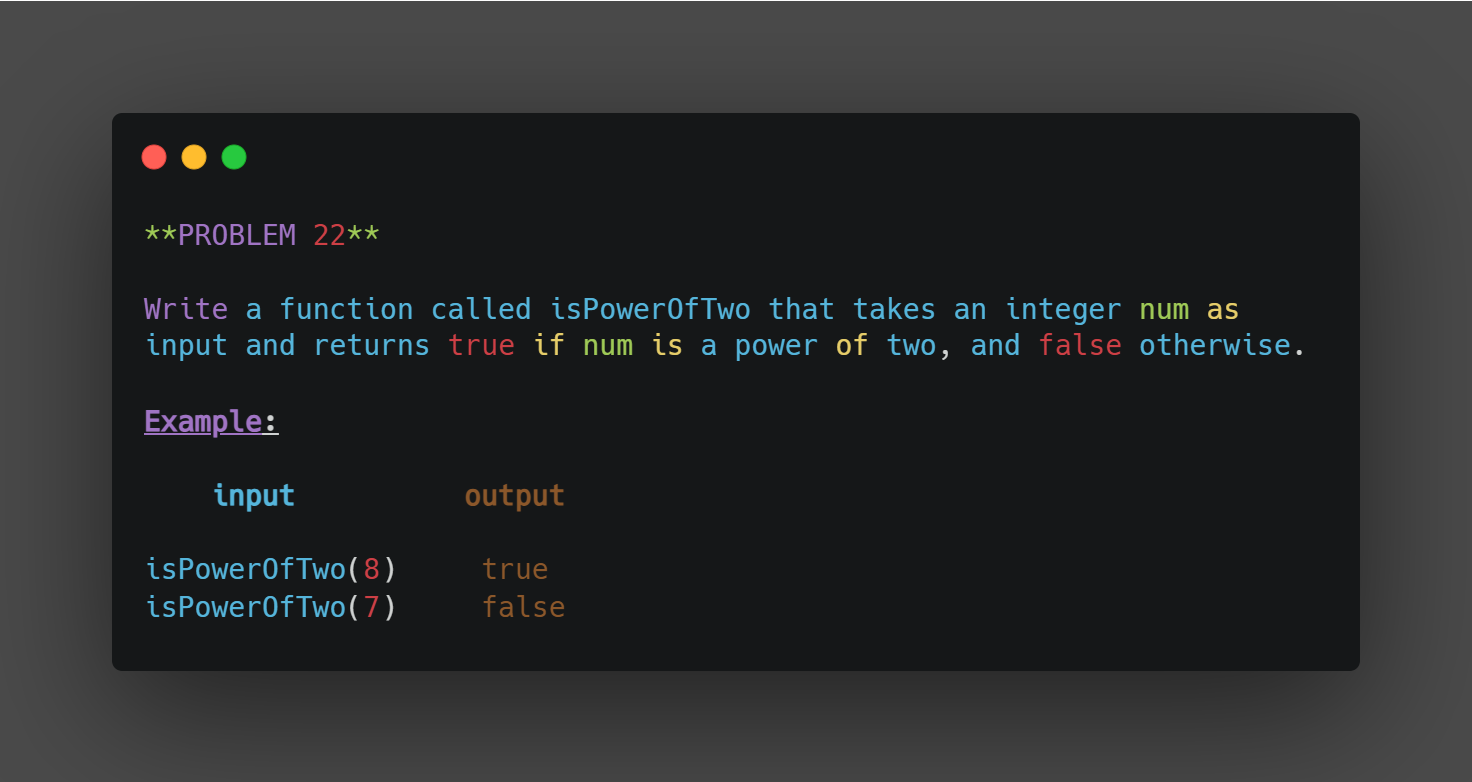 **PROBLEM 22**
Write a function called isPowerOfTwo that takes an integer num as
input and returns true if num is a power of two, and false otherwise.
Example:
input output
isPowerOfTwo(8) true
isPowerOfTwo(7) false